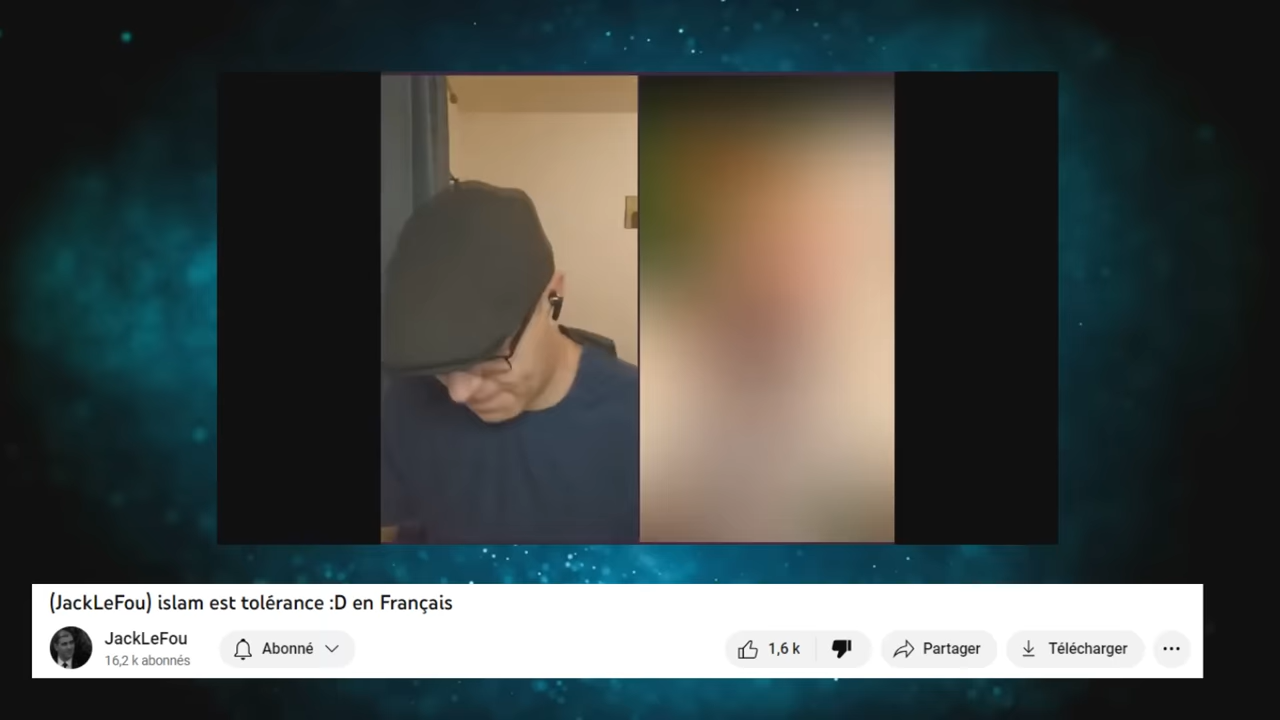 (JackLeFou) islam est tolérance :D en Français
JackLeFou
16,2 k abonnés
Abonné
1,6 k
Partager
Télécharger